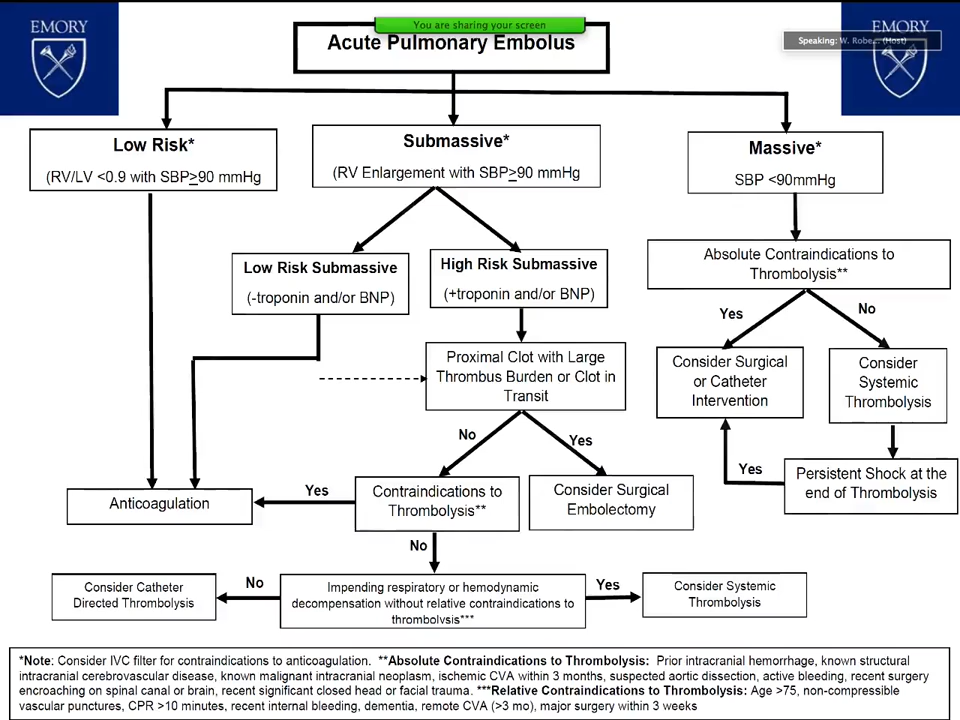 EMORY
You are sharing your screen
EMORY
Speaking: W. Robe... (Host)
Acute Pulmonary Embolus
Low Risk*
(RV/LV <0.9 with SBP≥90 mmHg
Submassive*
(RV Enlargement with SBP≥90 mmHg
Massive*
SBP <90mmHg
Low Risk Submassive
(-troponin and/or BNP)
High Risk Submassive
(+troponin and/or BNP)
Absolute Contraindications to
Thrombolysis**
Yes
No
Proximal Clot with Large
Thrombus Burden or Clot in
Transit
Consider Surgical
or Catheter
Intervention
Consider
Systemic
Thrombolysis
No
Yes
Yes
Persistent Shock at the
end of Thrombolysis
Anticoagulation
Yes
Contraindications to
Thrombolysis**
Consider Surgical
Embolectomy
No
Consider Catheter
Directed Thrombolysis
No
Impending respiratory or hemodynamic
decompensation without relative contraindications to
thrombolvsis***
Yes
Consider Systemic
Thrombolysis
*Note: Consider IVC filter for contraindications to anticoagulation. **Absolute Contraindications to Thrombolysis: Prior intracranial hemorrhage, known structural
intracranial cerebrovascular disease, known malignant intracranial neoplasm, ischemic CVA within 3 months, suspected aortic dissection, active bleeding, recent surgery
encroaching on spinal canal or brain, recent significant closed head or facial trauma. ***Relative Contraindications to Thrombolysis: Age >75, non-compressible
vascular punctures, CPR >10 minutes, recent internal bleeding, dementia, remote CVA (>3 mo), major surgery within 3 weeks